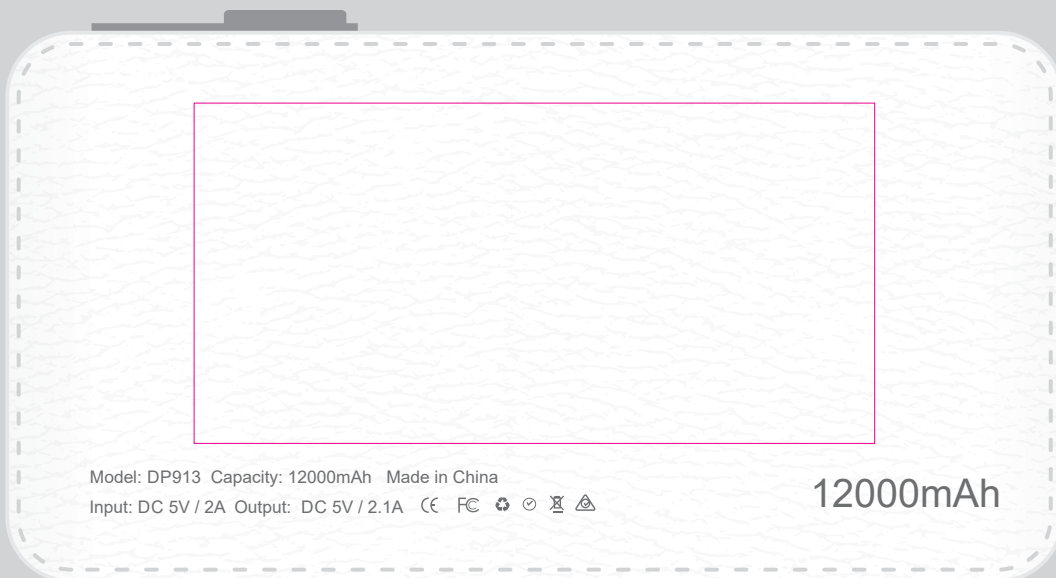 Model: DP913 Capacity: 12000mAh Made in China
Input: DC 5V / 2A Output: DC 5V / 2.1A CE FC
12000mAh